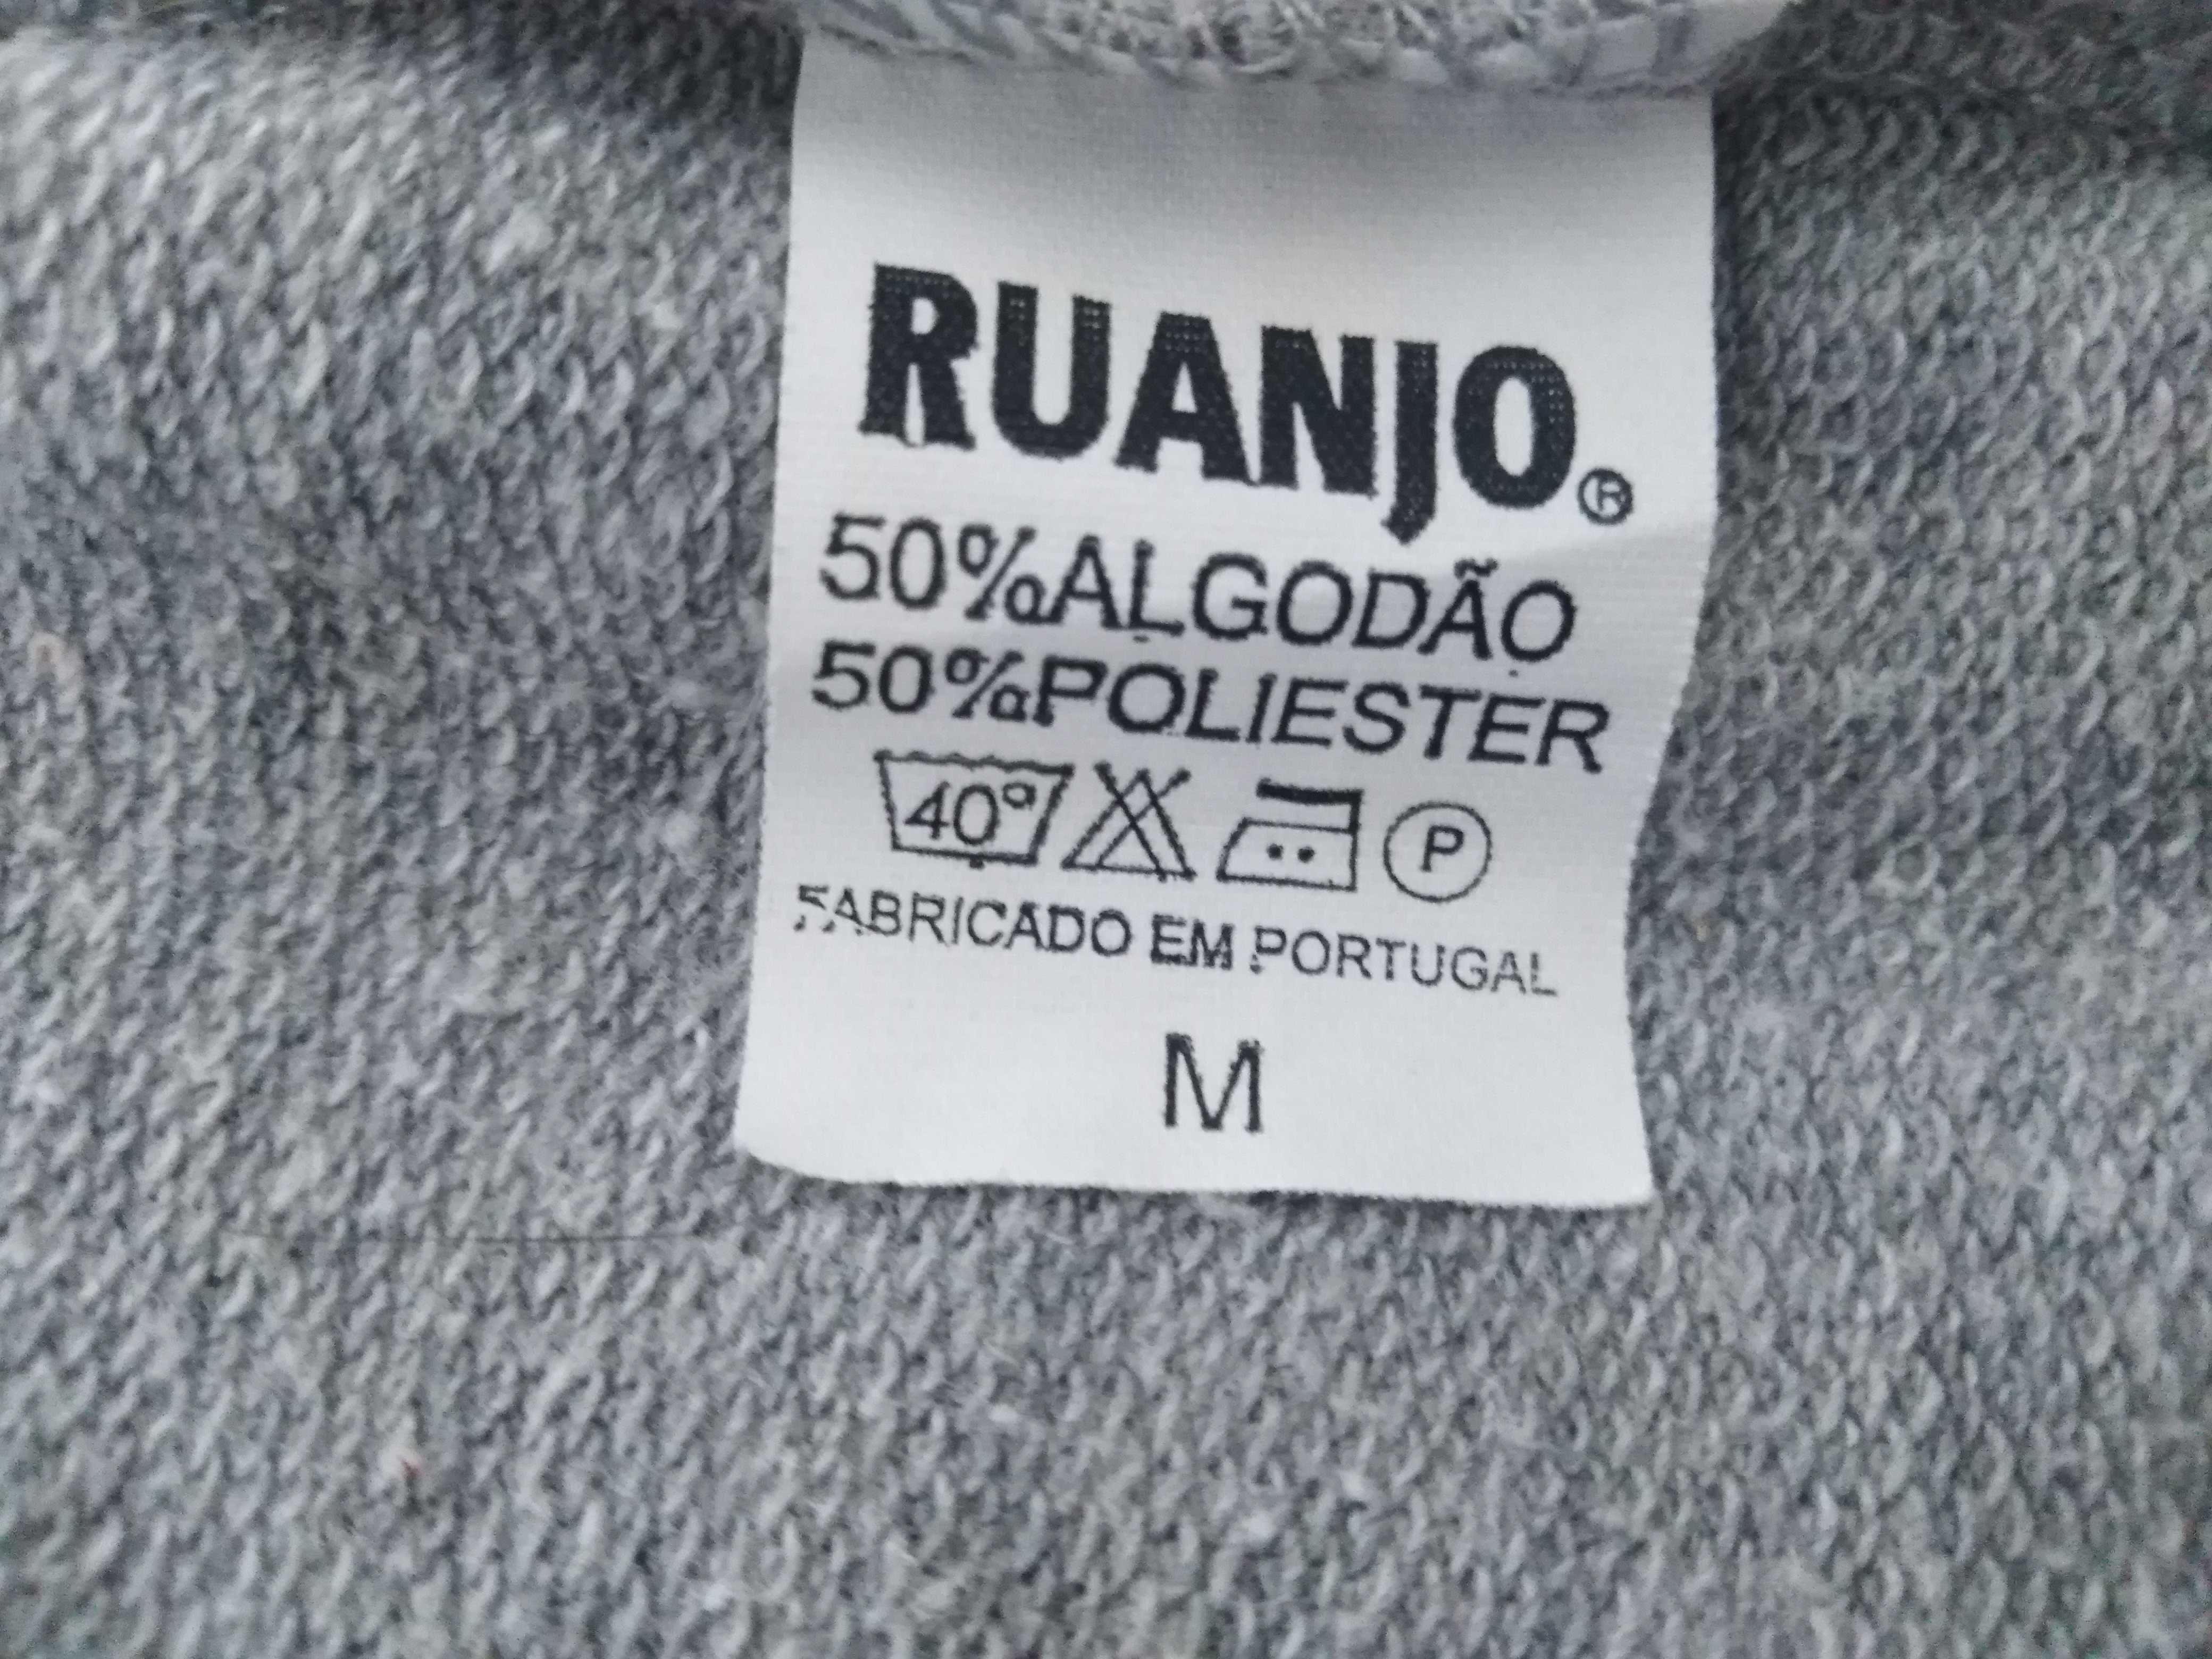 RUANJO®
50%ALGODÃO
50%POLIESTER
40° P
FABRICADO EM PORTUGAL
M